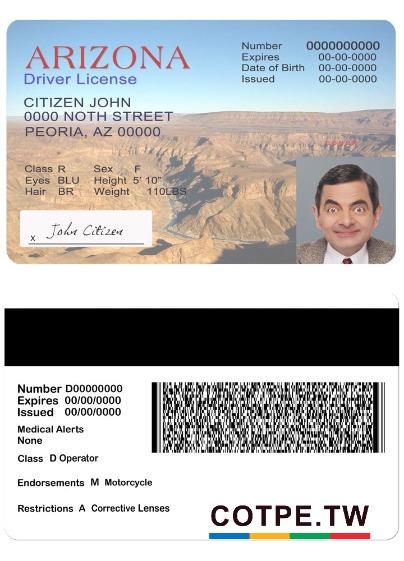 ARIZONA
Driver License
Number 0000000000
Expires 00-00-0000
Date of Birth 00-00-0000
Issued 00-00-0000
CITIZEN JOHN
0000 NOTH STREET
PEORIA, AZ 00000
Class R Sex F
Eyes BLU Height 5' 10"
Hair BR Weight 110LBS
x John Citizen
Number D00000000
Expires 00/00/0000
Issued 00/00/0000
Medical Alerts
None
Class D Operator
Endorsements M Motorcycle
Restrictions A Corrective Lenses
COTPE.TW